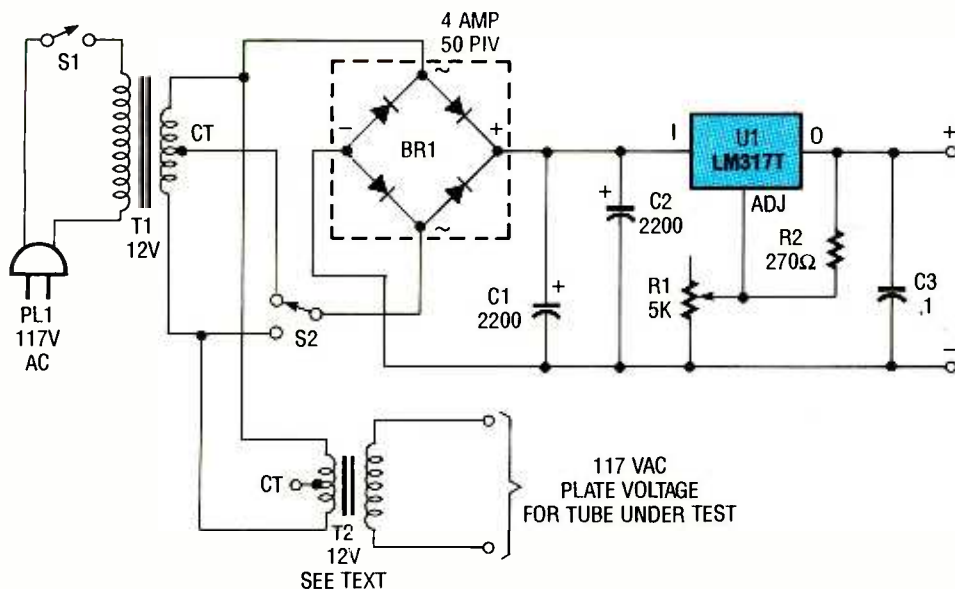 4 AMP
50 PIV
S1
CT
T1
12V
PL1
117V
AC
~
−
BR1
+
~
S2
C1
2200
+
+
C2
2200
I
U1
LM317T
O
ADJ
R1
5K
R2
270Ω
C3
.1
+
−
CT
T2
12V
SEE TEXT
117 VAC
PLATE VOLTAGE
FOR TUBE UNDER TEST